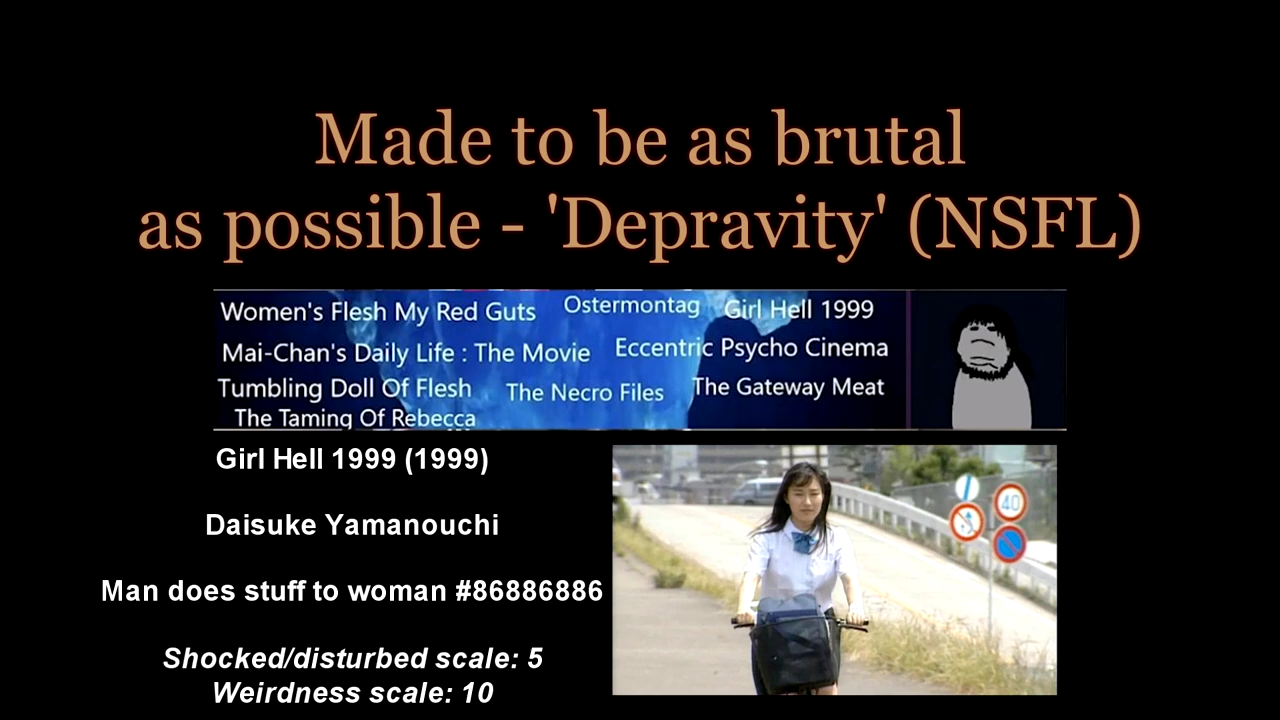 Made to be as brutal
as possible - 'Depravity' (NSFL)
Women's Flesh My Red Guts Ostermontag Girl Hell 1999
Mai-Chan's Daily Life : The Movie Eccentric Psycho Cinema
Tumbling Doll Of Flesh The Necro Files The Gateway Meat
The Taming Of Rebecca
Girl Hell 1999 (1999)
Daisuke Yamanouchi
Man does stuff to woman #86886886
Shocked/disturbed scale: 5
Weirdness scale: 10
40